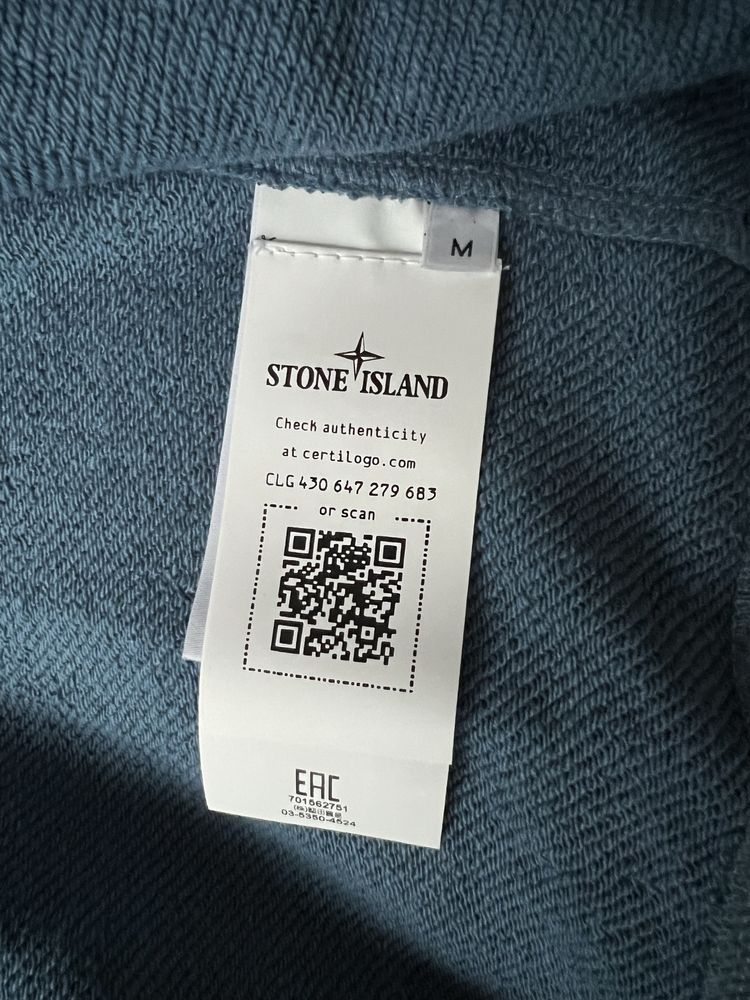 M
STONE ISLAND
Check authenticity
at certilogo.com
CLG 430 647 279 683
or scan
EAC
701562751
03-5350-4524